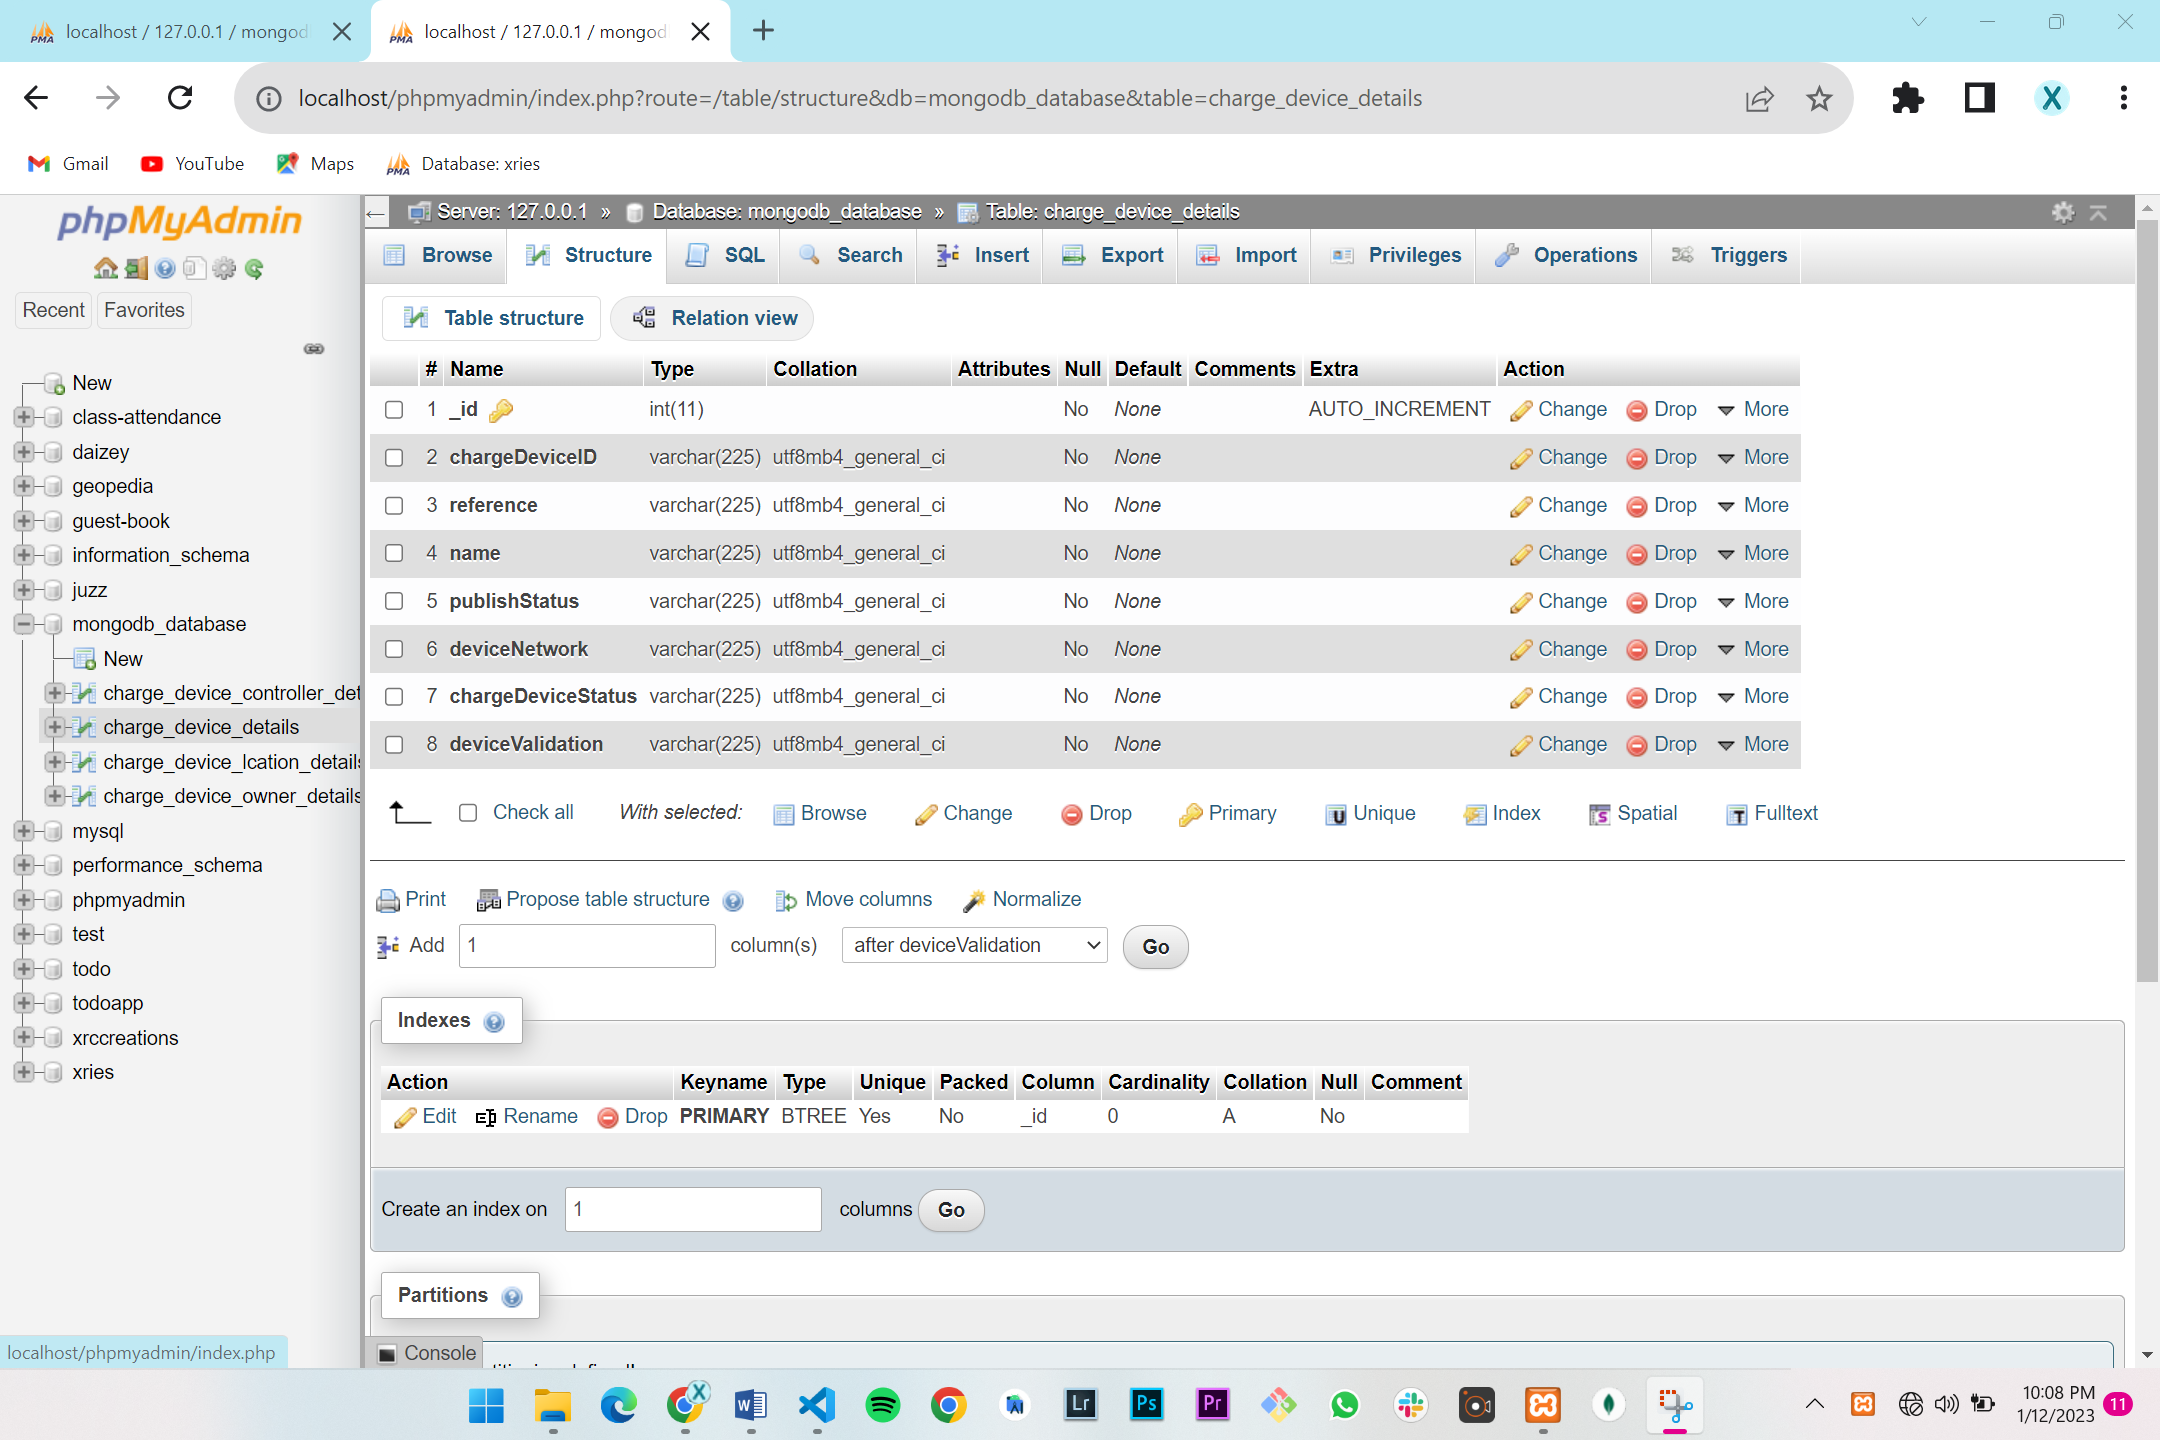 localhost / 127.0.0.1 / mongod
localhost / 127.0.0.1 / mongod
localhost/phpmyadmin/index.php?route=/table/structure&db=mongodb_database&table=charge_device_details
X
Gmail YouTube Maps Database: xries
phpMyAdmin
Recent Favorites
New
class-attendance
daizey
geopedia
guest-book
information_schema
juzz
mongodb_database
New
charge_device_controller_det
charge_device_details
charge_device_lcation_details
charge_device_owner_details
mysql
performance_schema
phpmyadmin
test
todo
todoapp
xrccreations
xries
localhost/phpmyadmin/index.php
Server: 127.0.0.1 » Database: mongodb_database » Table: charge_device_details
Browse Structure SQL Search Insert Export Import Privileges Operations Triggers
Table structure Relation view
# Name Type Collation Attributes Null Default Comments Extra Action
1 _id int(11) No None AUTO_INCREMENT Change Drop More
2 chargeDeviceID varchar(225) utf8mb4_general_ci No None Change Drop More
3 reference varchar(225) utf8mb4_general_ci No None Change Drop More
4 name varchar(225) utf8mb4_general_ci No None Change Drop More
5 publishStatus varchar(225) utf8mb4_general_ci No None Change Drop More
6 deviceNetwork varchar(225) utf8mb4_general_ci No None Change Drop More
7 chargeDeviceStatus varchar(225) utf8mb4_general_ci No None Change Drop More
8 deviceValidation varchar(225) utf8mb4_general_ci No None Change Drop More
Check all With selected: Browse Change Drop Primary Unique Index Spatial Fulltext
Print Propose table structure Move columns Normalize
Add 1 column(s) after deviceValidation Go
Indexes
Action Keyname Type Unique Packed Column Cardinality Collation Null Comment
Edit Rename Drop PRIMARY BTREE Yes No _id 0 A No
Create an index on 1 columns Go
Partitions
Console
Lr Ps Pr
10:08 PM
1/12/2023
11